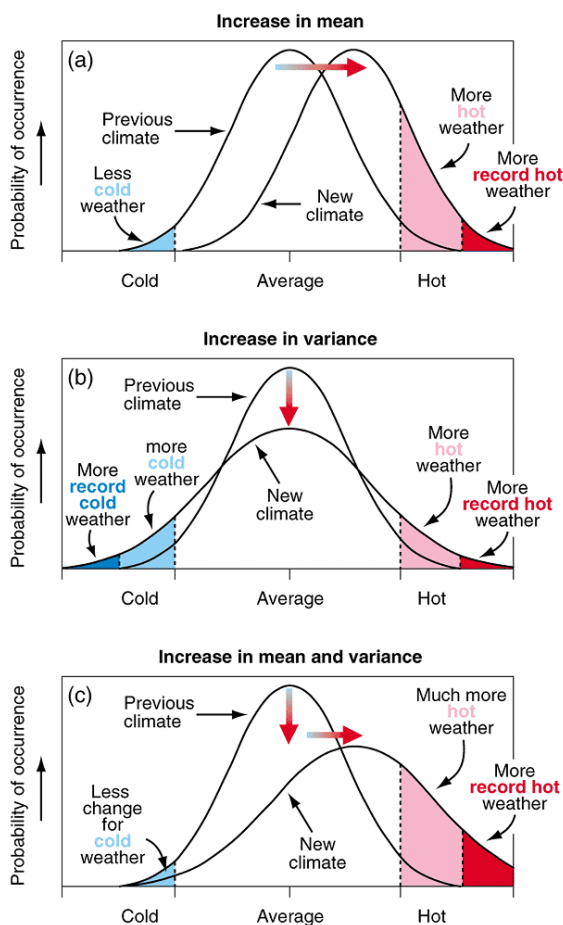 Increase in mean
(a)
Probability of occurrence
Previous
climate
Less
cold
weather
New
climate
More
hot
weather
More
record hot
weather
Cold
Average
Hot
Increase in variance
(b)
Probability of occurrence
Previous
climate
more
cold
weather
More
record
cold
weather
New
climate
More
hot
weather
More
record hot
weather
Cold
Average
Hot
Increase in mean and variance
(c)
Probability of occurrence
Previous
climate
Less
change
for
cold
weather
New
climate
Much more
hot
weather
More
record hot
weather
Cold
Average
Hot